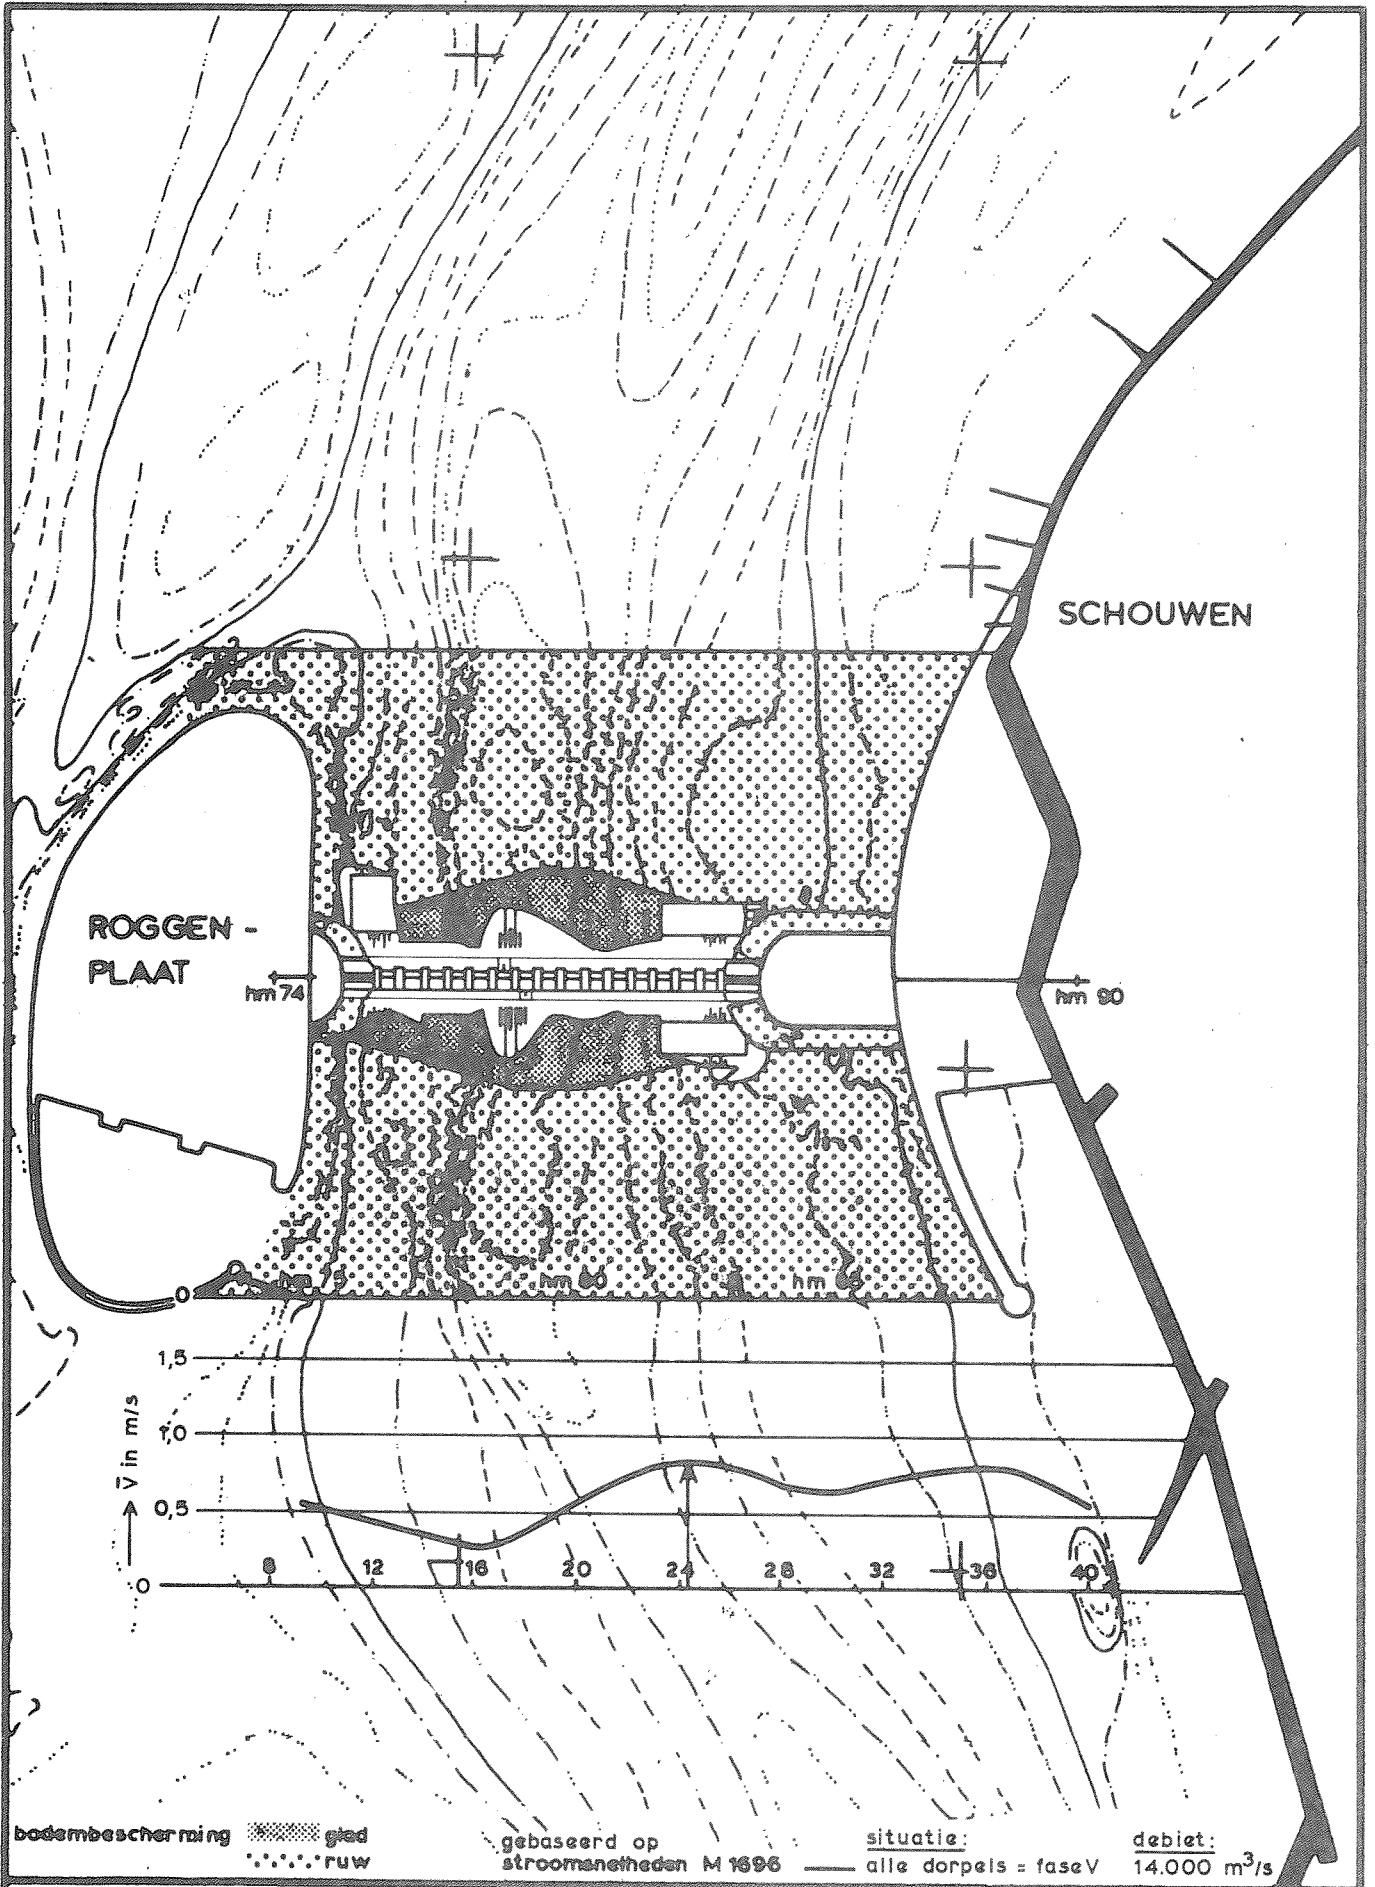 SCHOUWEN
ROGGEN -
PLAAT
hm 74
hm 90
hm 80
hm
0
1,5
1,0
V̄ in m/s
0,5
0
8 12 16 20 24 28 32 36 40
bodembescherming glad
ruw
gebaseerd op
stroomsnelheden M 1696
situatie:
alle dorpels = fase V
debiet:
14.000 m³/s